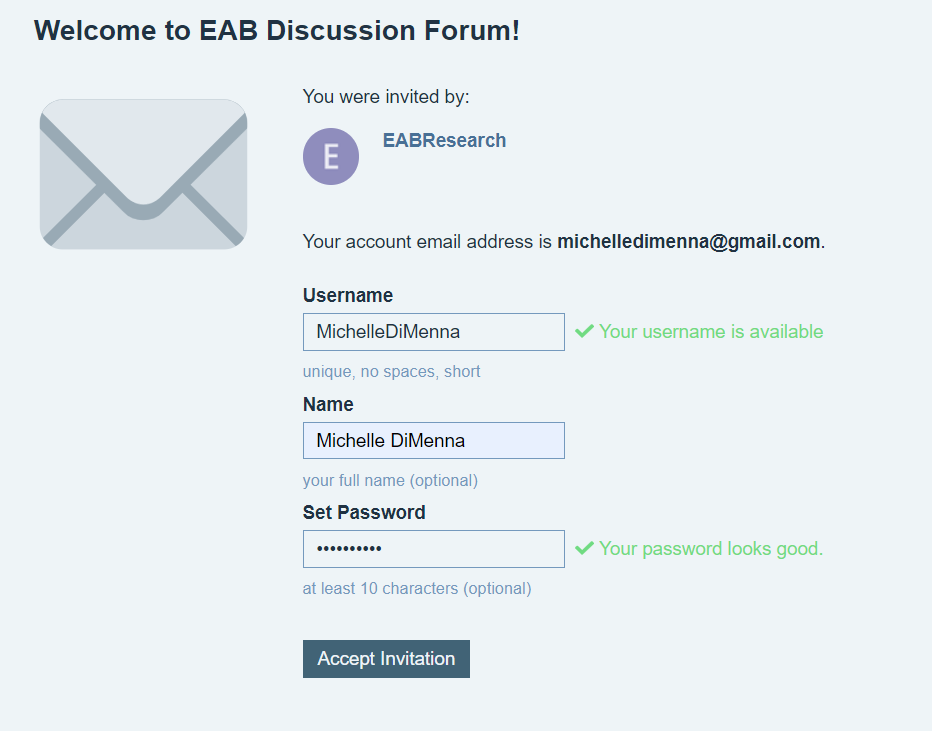 Welcome to EAB Discussion Forum!
You were invited by:
E
EABResearch
Your account email address is michelledimenna@gmail.com.
Username
MichelleDiMenna
Your username is available
unique, no spaces, short
Name
Michelle DiMenna
your full name (optional)
Set Password
••••••••••
Your password looks good.
at least 10 characters (optional)
Accept Invitation